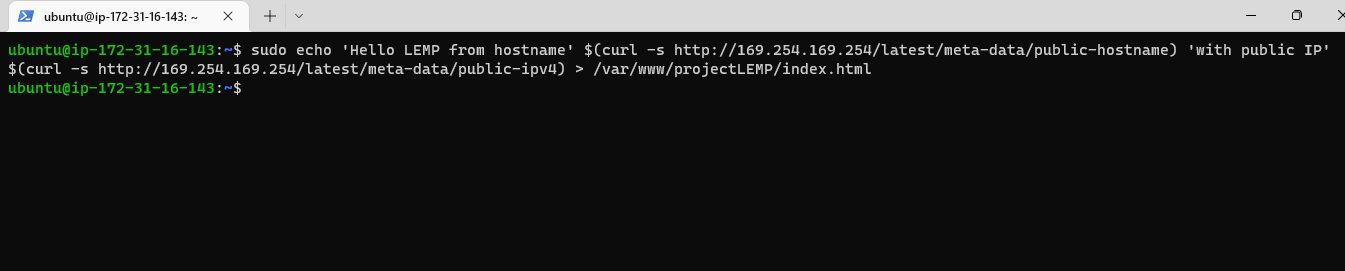 ubuntu@ip-172-31-16-143: ~
ubuntu@ip-172-31-16-143:~$ sudo echo 'Hello LEMP from hostname' $(curl -s http://169.254.169.254/latest/meta-data/public-hostname) 'with public IP'
$(curl -s http://169.254.169.254/latest/meta-data/public-ipv4) > /var/www/projectLEMP/index.html
ubuntu@ip-172-31-16-143:~$